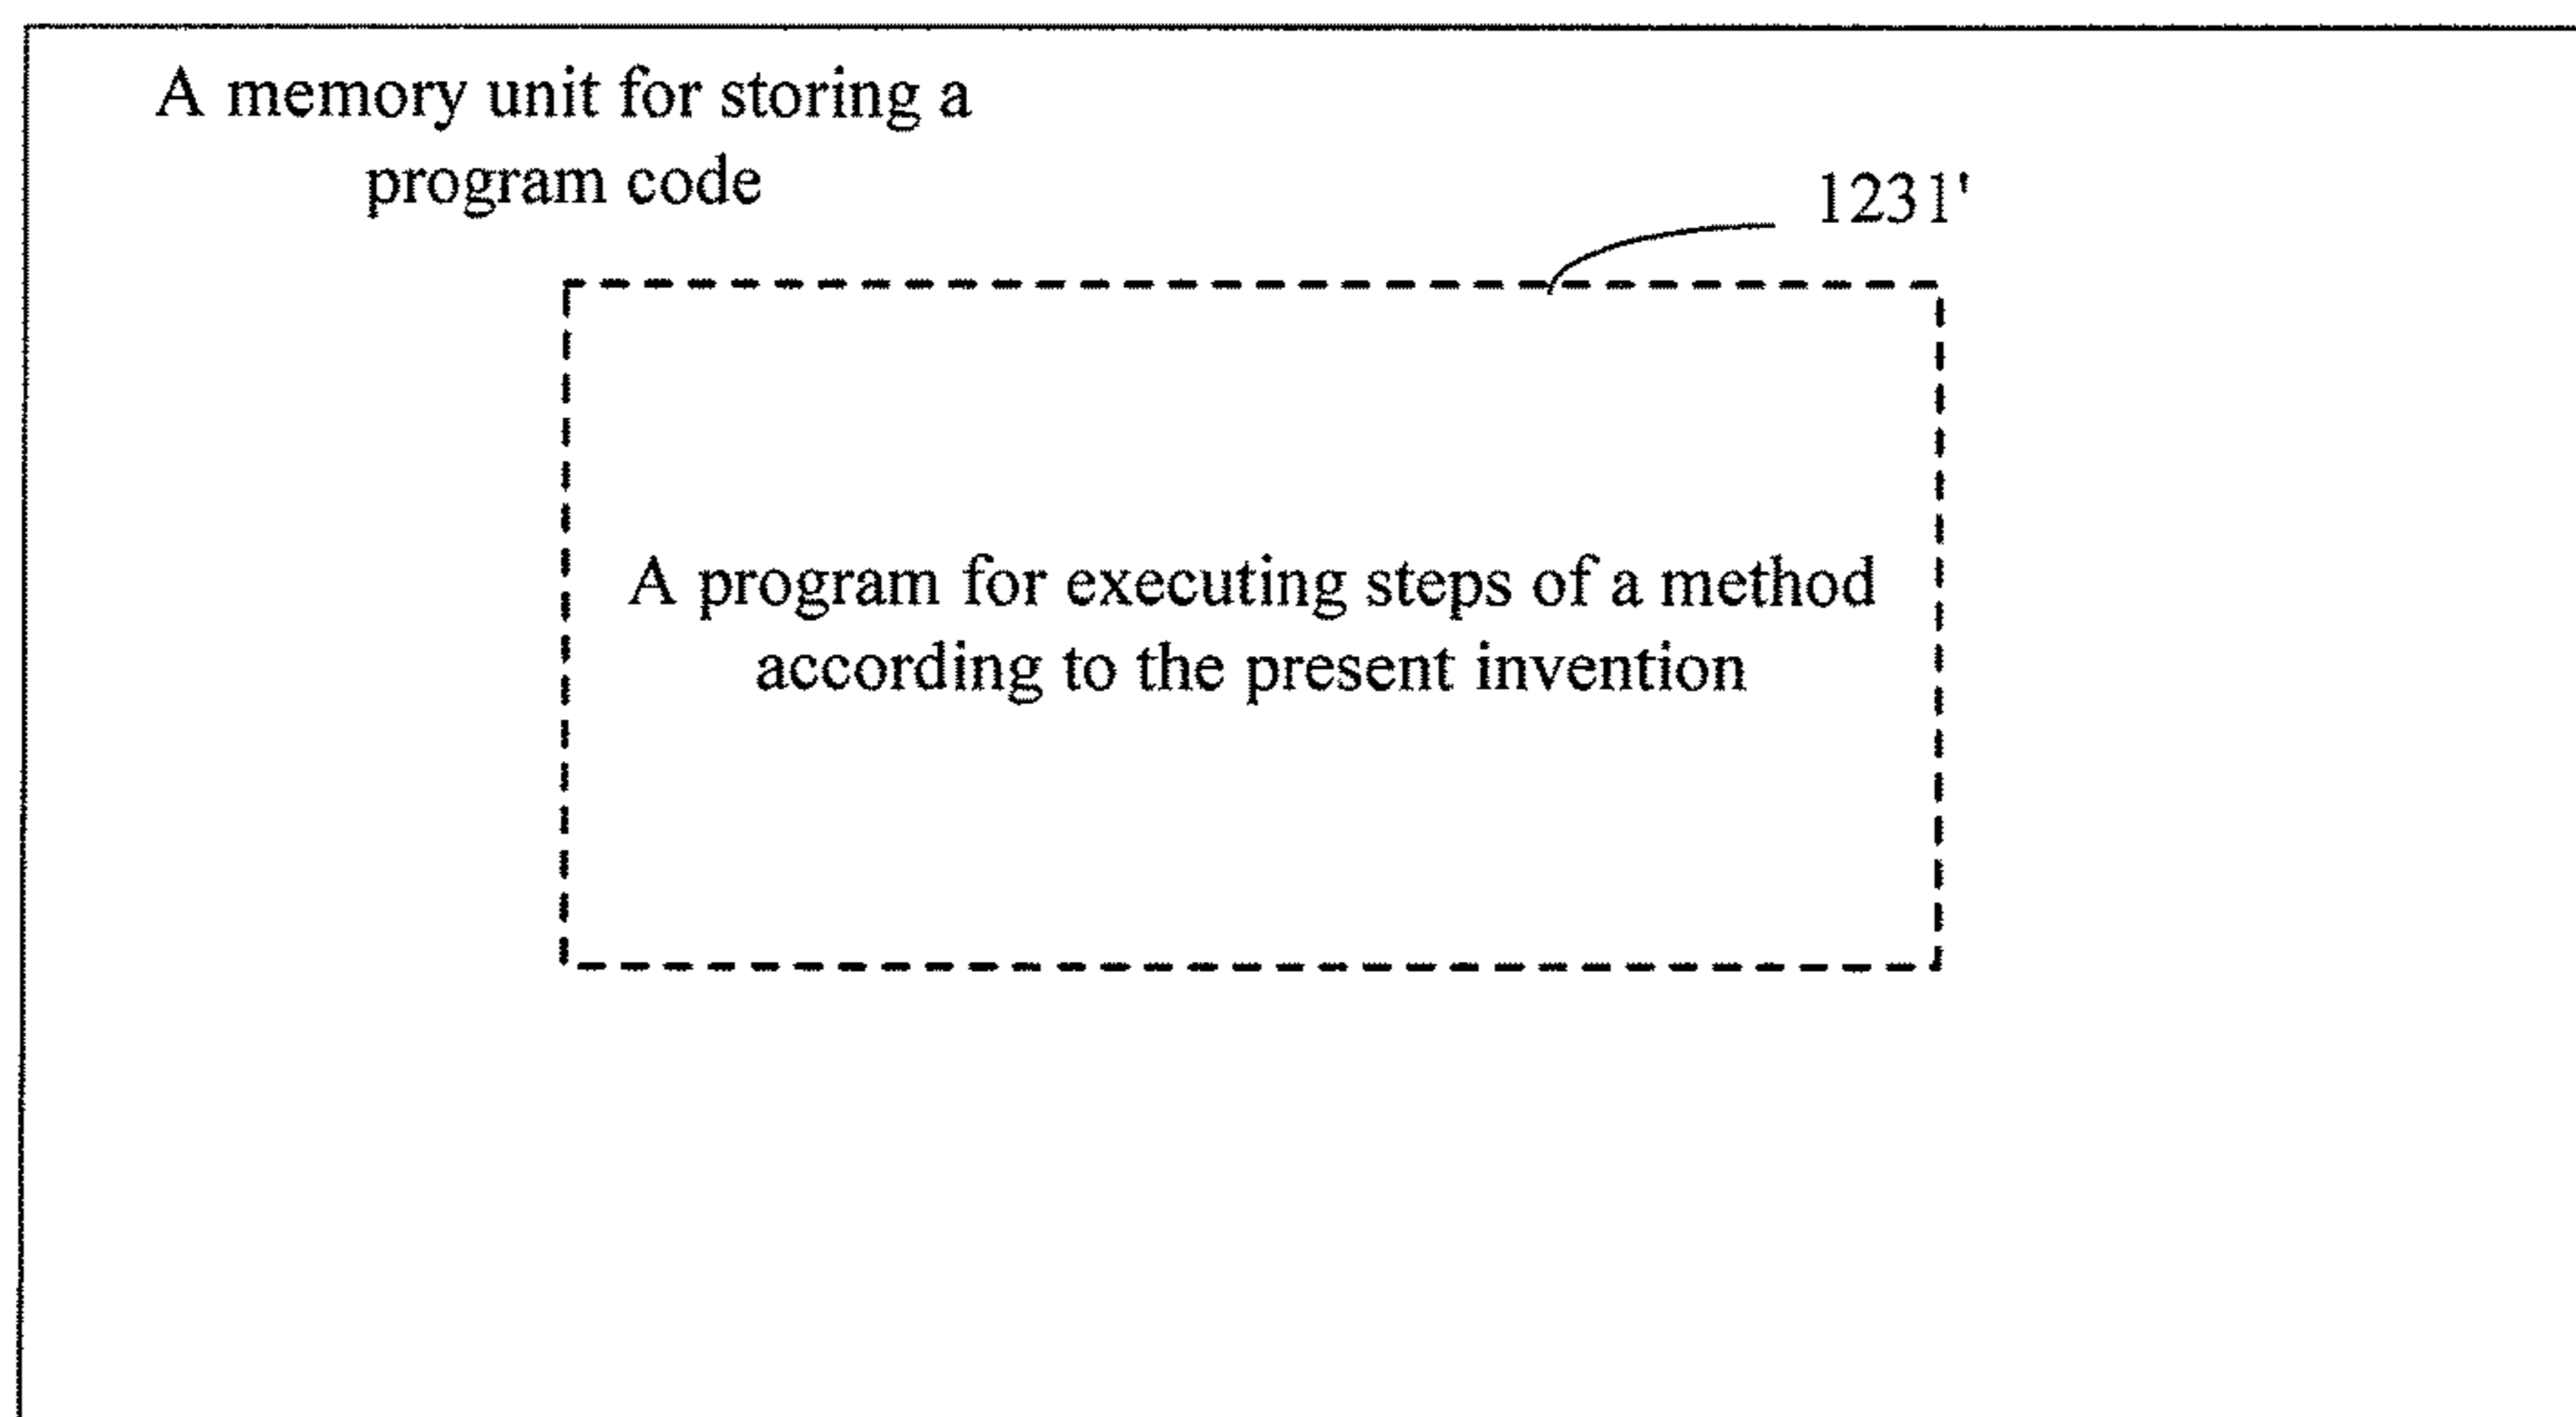 A memory unit for storing a
program code
1231'
A program for executing steps of a method
according to the present invention